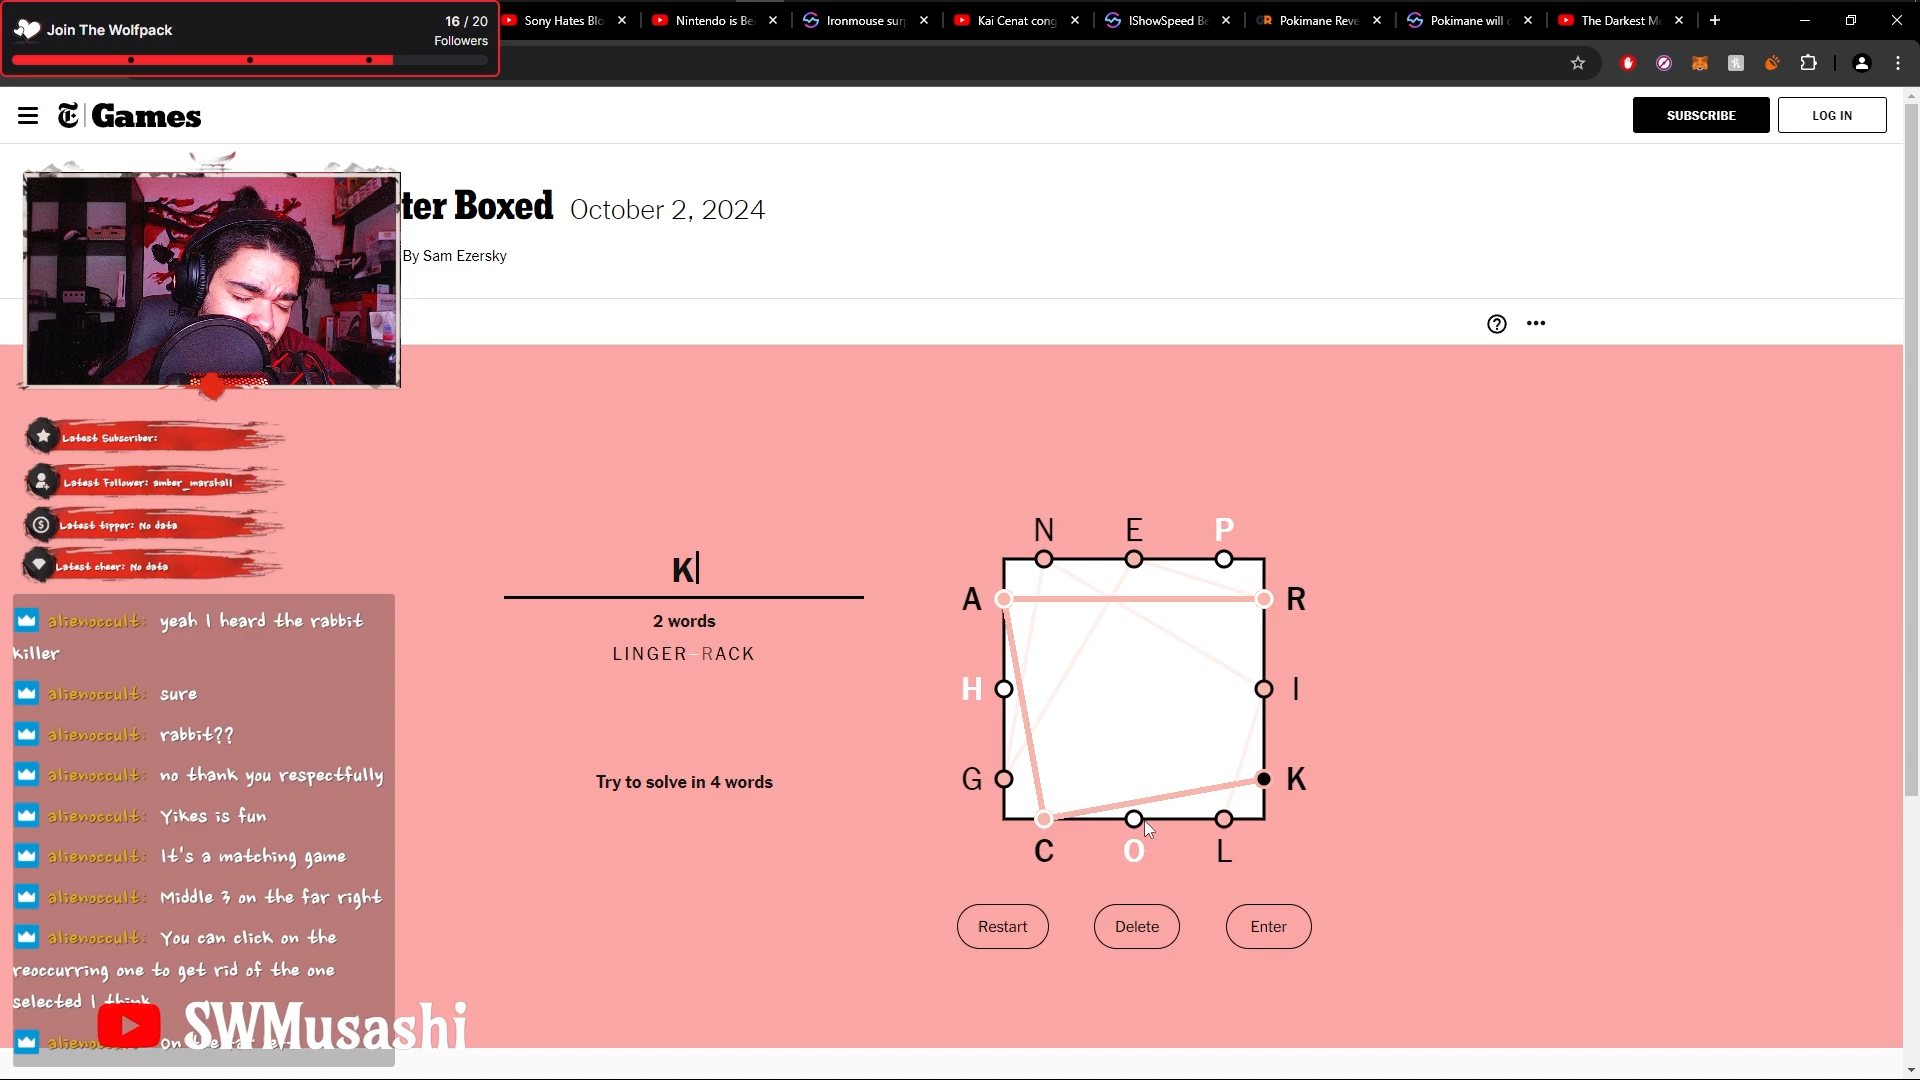 Join The Wolfpack
16 / 20
Followers
Sony Hates Blo
Nintendo is Bei
Ironmouse surp
Kai Cenat cong
IShowSpeed Be
Pokimane Reve
Pokimane will
The Darkest M
Games
SUBSCRIBE
LOG IN
ter Boxed October 2, 2024
By Sam Ezersky
Latest Subscriber:
Latest Follower: amber_marshall
Latest tipper: No data
Latest cheer: No data
alienoccult: yeah I heard the rabbit
killer
alienoccult: sure
alienoccult: rabbit??
alienoccult: no thank you respectfully
alienoccult: Yikes is fun
alienoccult: It's a matching game
alienoccult: Middle 3 on the far right
alienoccult: You can click on the
reoccurring one to get rid of the one
selected I think
SWMusashi
K
2 words
LINGER–RACK
Try to solve in 4 words
N E P
A R
H I
G K
C O L
Restart
Delete
Enter